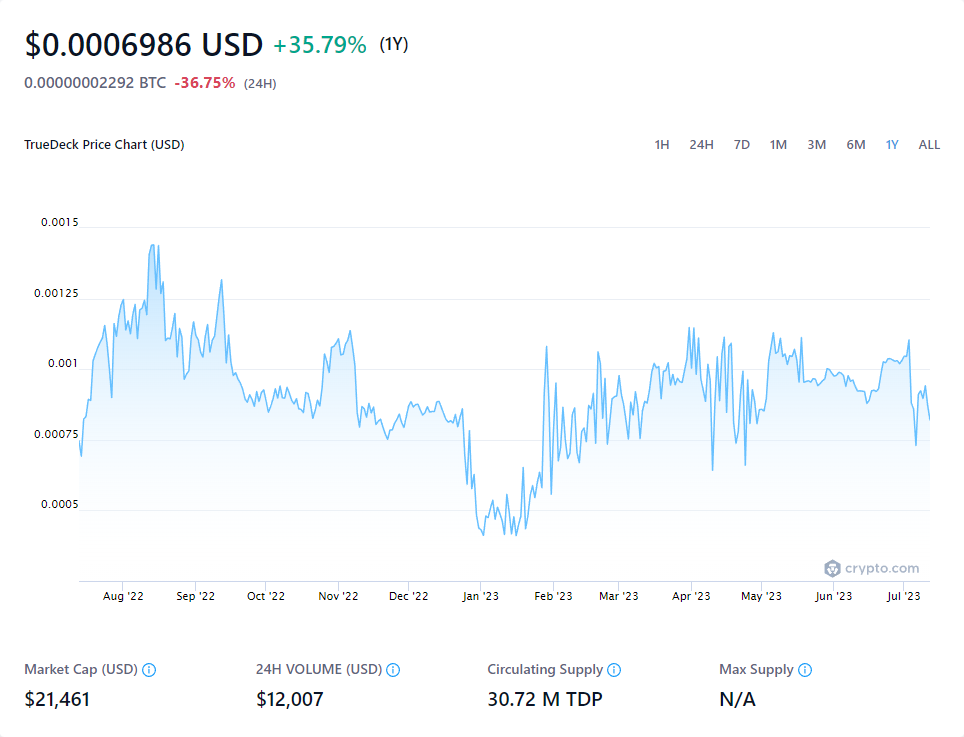 $0.0006986 USD +35.79% (1Y)
0.00000002292 BTC -36.75% (24H)
TrueDeck Price Chart (USD) 1H 24H 7D 1M 3M 6M 1Y ALL
0.0015
0.00125
0.001
0.00075
0.0005
crypto.com
Aug '22 Sep '22 Oct '22 Nov '22 Dec '22 Jan '23 Feb '23 Mar '23 Apr '23 May '23 Jun '23 Jul '23
Market Cap (USD) 24H VOLUME (USD) Circulating Supply Max Supply
$21,461 $12,007 30.72 M TDP N/A